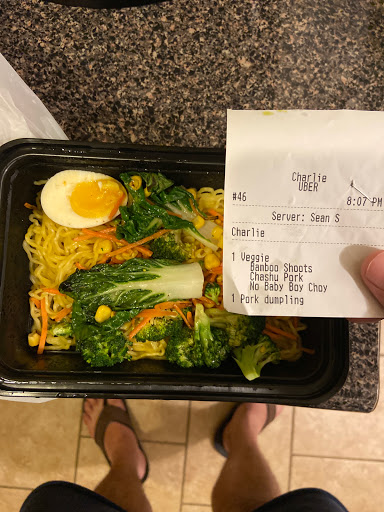 Charlie
UBER
#46 8:07 PM
Server: Sean S
Charlie
1 Veggie
Bamboo Shoots
Chashu Pork
No Baby Boy Choy
1 Pork dumpling